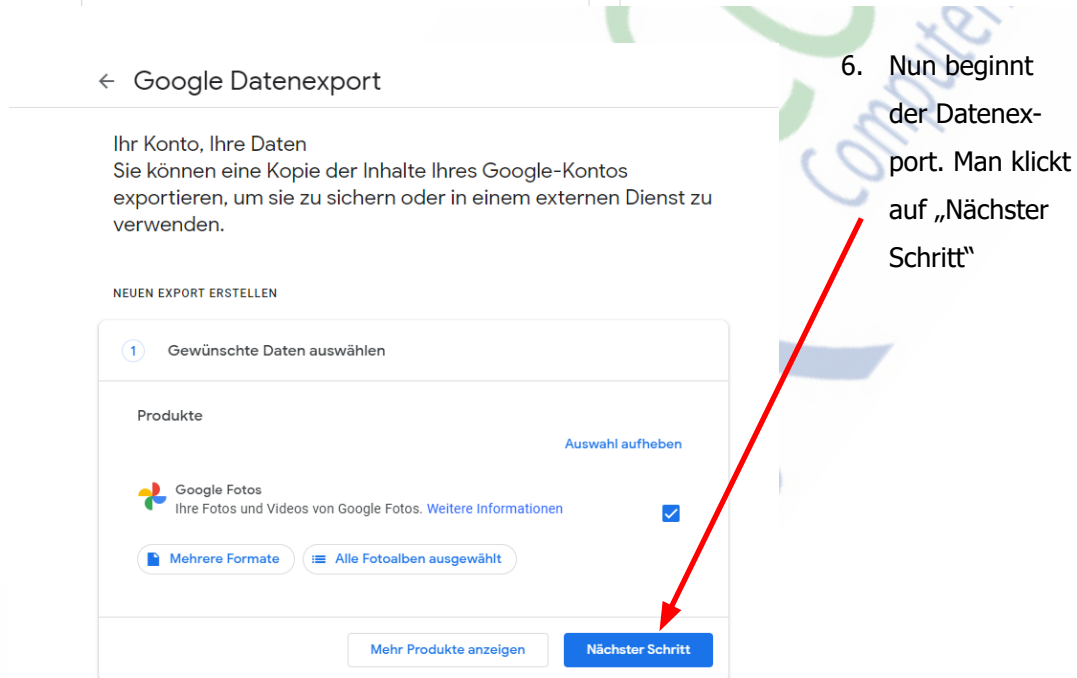 ← Google Datenexport
Ihr Konto, Ihre Daten
Sie können eine Kopie der Inhalte Ihres Google-Kontos
exportieren, um sie zu sichern oder in einem externen Dienst zu
verwenden.
NEUEN EXPORT ERSTELLEN
1 Gewünschte Daten auswählen
Produkte
Auswahl aufheben
Google Fotos
Ihre Fotos und Videos von Google Fotos. Weitere Informationen
Mehrere Formate Alle Fotoalben ausgewählt
Mehr Produkte anzeigen Nächster Schritt
6. Nun beginnt
der Datenex-
port. Man klickt
auf „Nächster
Schritt“
Computer